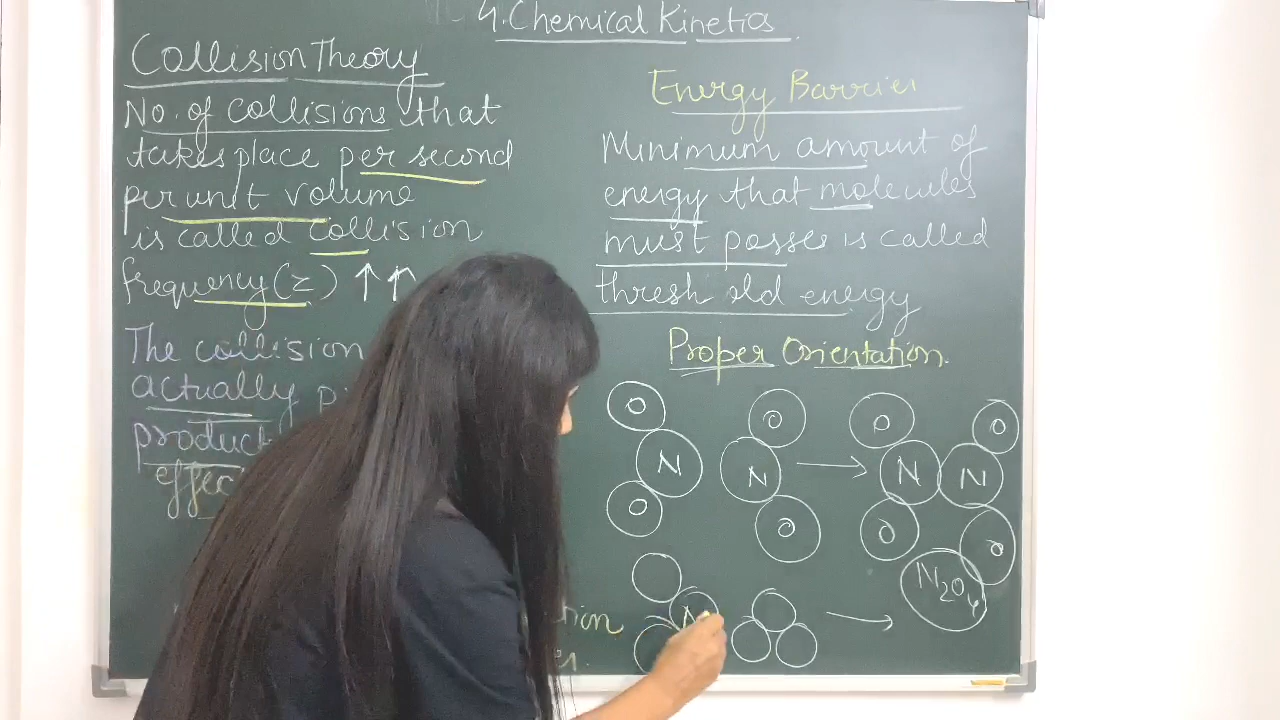 4. Chemical Kinetics
Collision Theory
No. of collisions that
takes place per second
per unit volume
is called collision
frequency (z) ↑↑
The collision
actually
product
effec
Energy Barrier
Minimum amount of
energy that molecules
must posses is called
threshold energy
Proper Orientation.
O O O O
N N → N N
O O O O
N2O4
N →